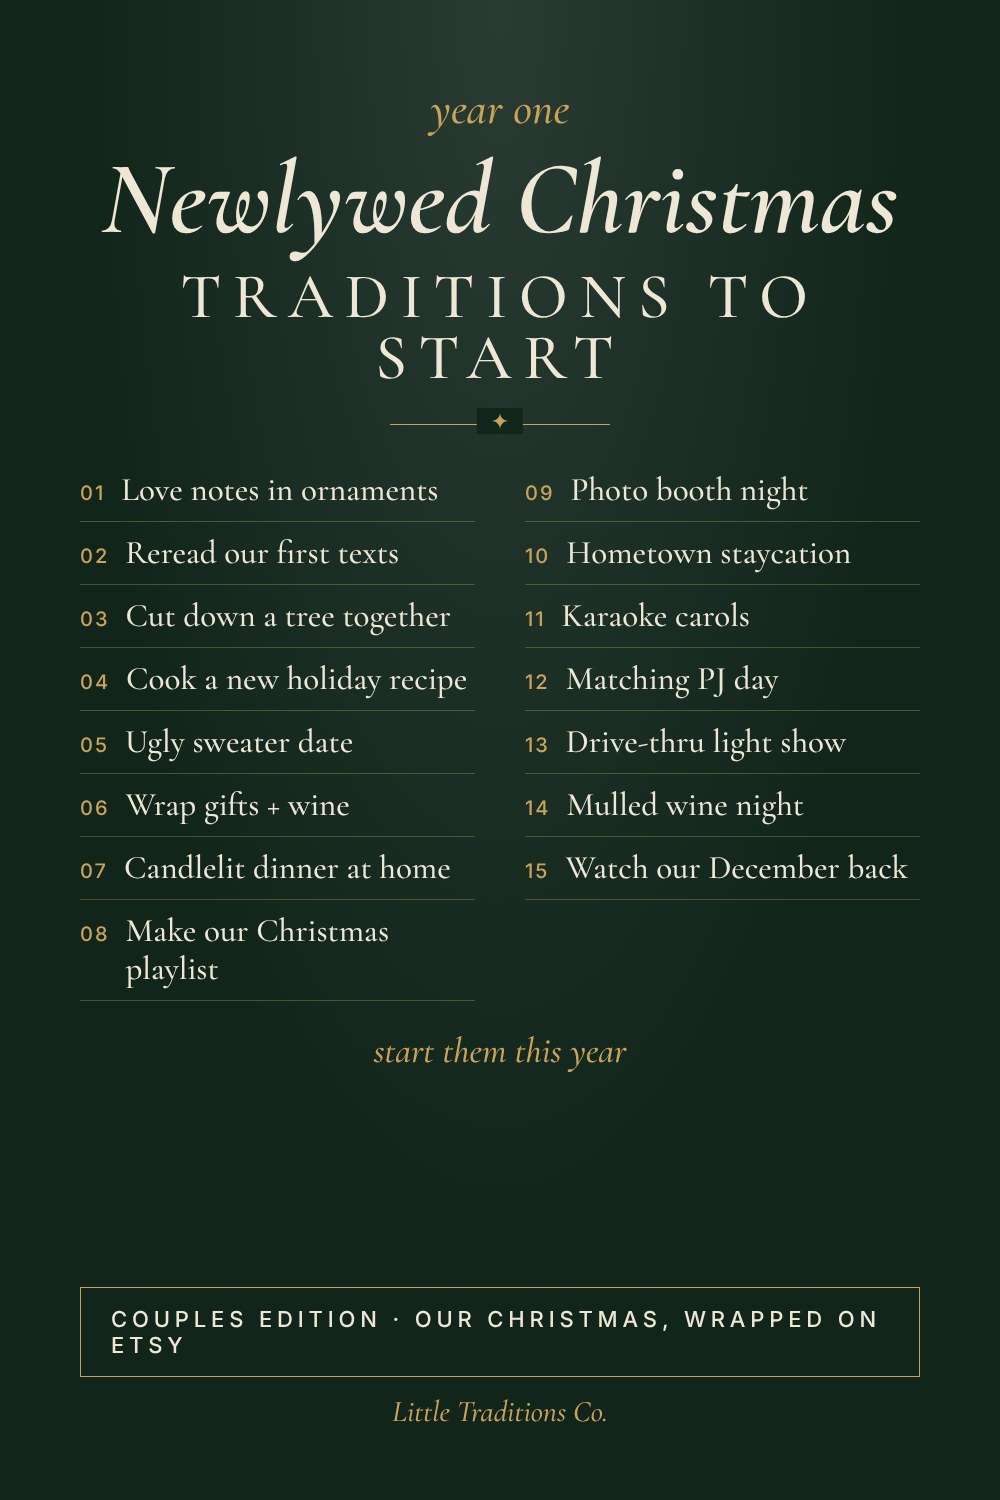 year one
Newlywed Christmas
TRADITIONS TO
START
✦
01 Love notes in ornaments
02 Reread our first texts
03 Cut down a tree together
04 Cook a new holiday recipe
05 Ugly sweater date
06 Wrap gifts + wine
07 Candlelit dinner at home
08 Make our Christmas
playlist
09 Photo booth night
10 Hometown staycation
11 Karaoke carols
12 Matching PJ day
13 Drive-thru light show
14 Mulled wine night
15 Watch our December back
start them this year
COUPLES EDITION · OUR CHRISTMAS, WRAPPED ON
ETSY
Little Traditions Co.